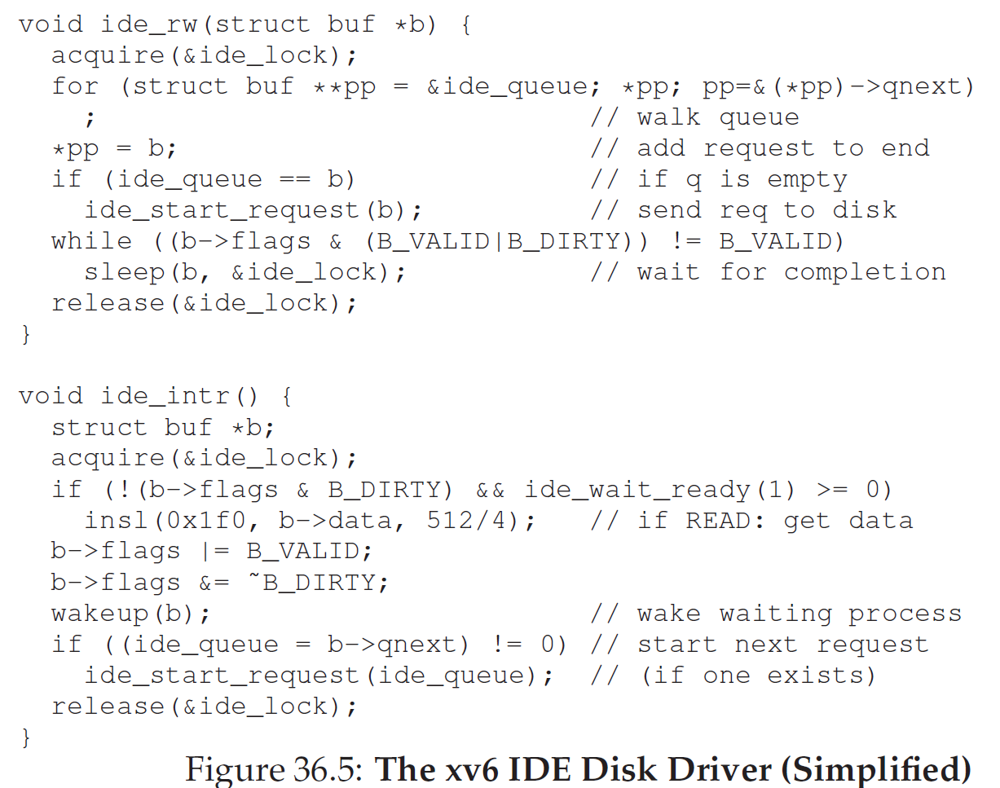 void ide_rw(struct buf *b) {
  acquire(&ide_lock);
  for (struct buf **pp = &ide_queue; *pp; pp=&(*pp)->qnext)
    ;                              // walk queue
  *pp = b;                         // add request to end
  if (ide_queue == b)              // if q is empty
    ide_start_request(b);          // send req to disk
  while ((b->flags & (B_VALID|B_DIRTY)) != B_VALID)
    sleep(b, &ide_lock);           // wait for completion
  release(&ide_lock);
}

void ide_intr() {
  struct buf *b;
  acquire(&ide_lock);
  if (!(b->flags & B_DIRTY) && ide_wait_ready(1) >= 0)
    insl(0x1f0, b->data, 512/4);   // if READ: get data
  b->flags |= B_VALID;
  b->flags &= ˜B_DIRTY;
  wakeup(b);                       // wake waiting process
  if ((ide_queue = b->qnext) != 0) // start next request
    ide_start_request(ide_queue);  // (if one exists)
  release(&ide_lock);
}
Figure 36.5: The xv6 IDE Disk Driver (Simplified)